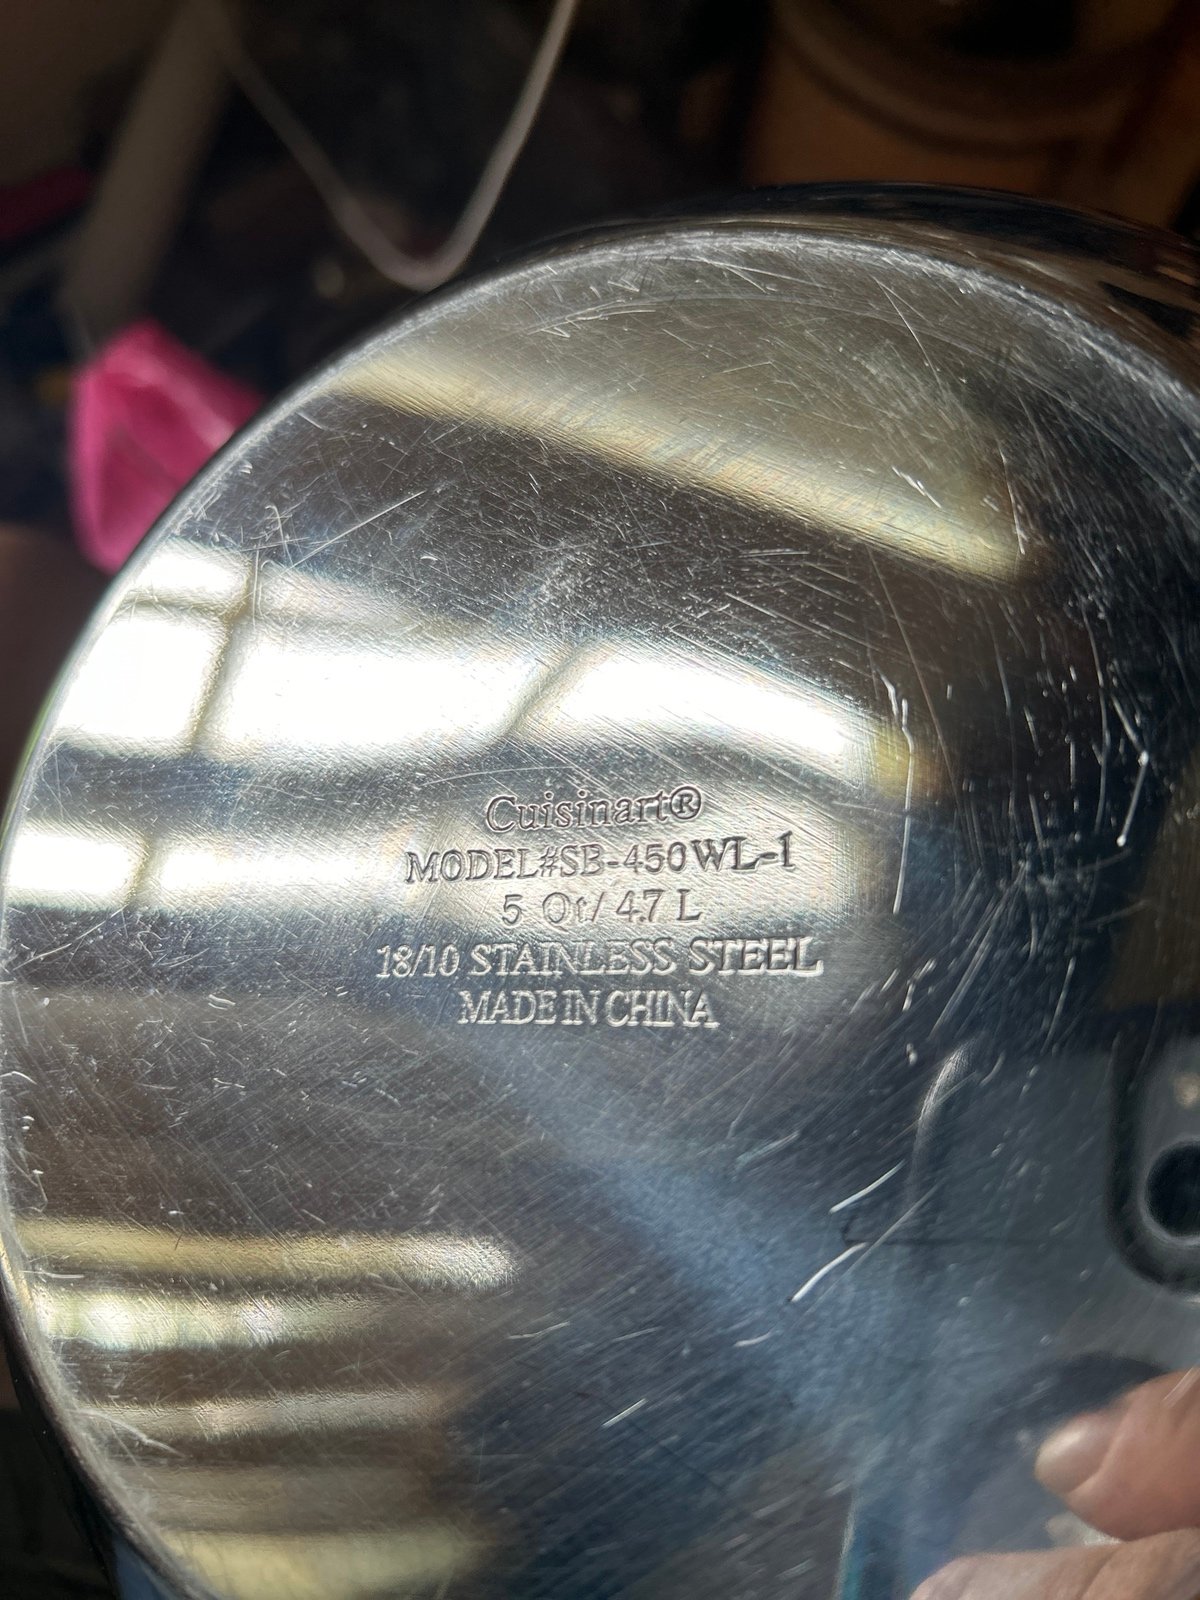 Cuisinart®
MODEL#SB-450WL-1
5 Qt/4.7 L
18/10 STAINLESS STEEL
MADE IN CHINA